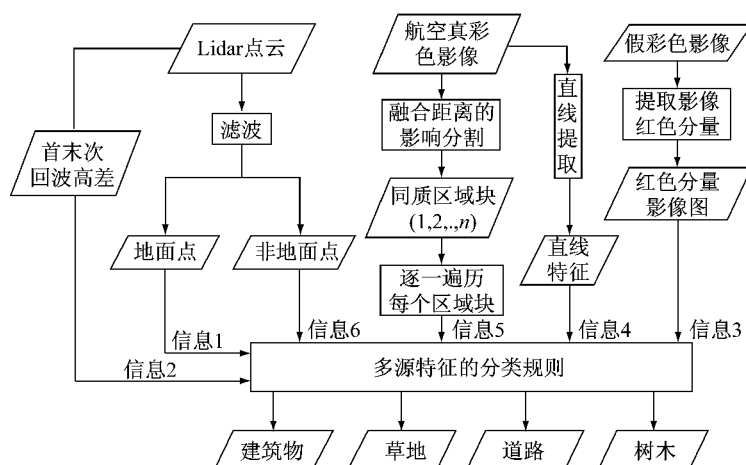 Lidar点云
航空真彩
色影像
假彩色影像
滤波
融合距离的
影响分割
直线提取
提取影像
红色分量
首末次
回波高差
同质区域块
(1,2,.,n)
红色分量
影像图
地面点
非地面点
逐一遍历
每个区域块
直线
特征
信息1
信息6
信息5
信息4
信息3
信息2
多源特征的分类规则
建筑物
草地
道路
树木